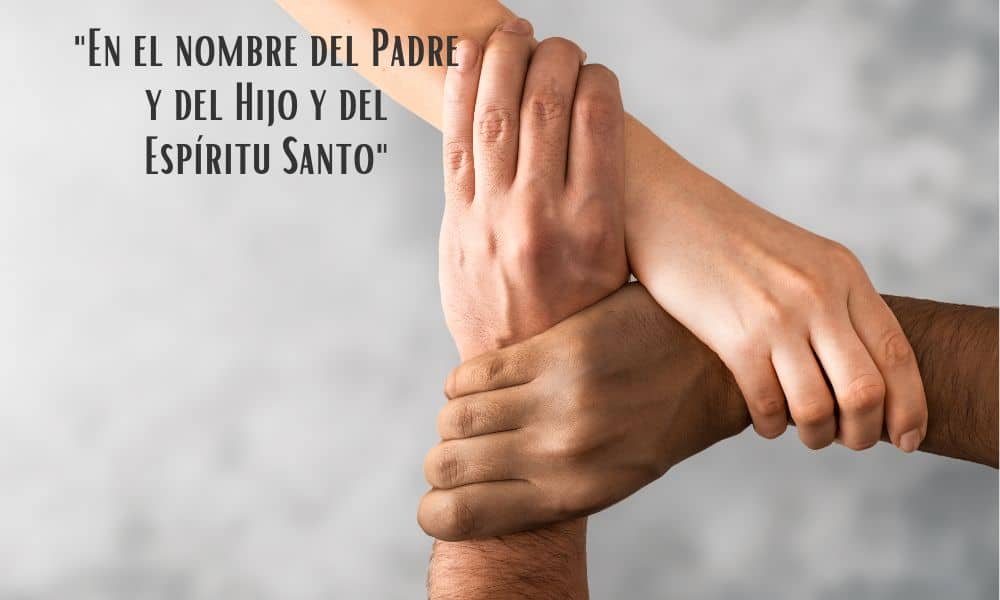 "En el nombre del Padre
y del Hijo y del
Espíritu Santo"